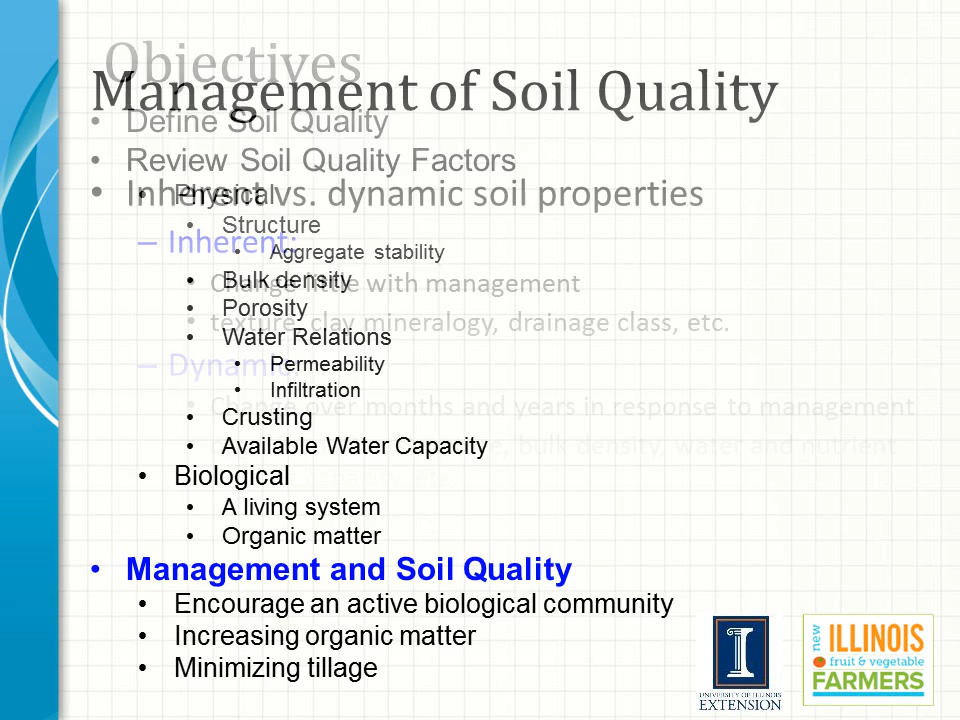 Objectives
Management of Soil Quality
• Define Soil Quality
• Review Soil Quality Factors
• Inherent vs. dynamic soil properties
• Physical
• Structure
– Inherent:
• Aggregate stability
• Bulk density
• Change little with management
• Porosity
• texture, clay mineralogy, drainage class, etc.
• Water Relations
• Permeability
– Dynamic:
• Infiltration
• Change over months and years in response to management
• Crusting
• Available Water Capacity
bulk density, water and nutrient
• Biological
• A living system
• Organic matter
• Management and Soil Quality
• Encourage an active biological community
• Increasing organic matter
• Minimizing tillage
I
UNIVERSITY OF ILLINOIS
EXTENSION
new
ILLINOIS
fruit & vegetable
FARMERS